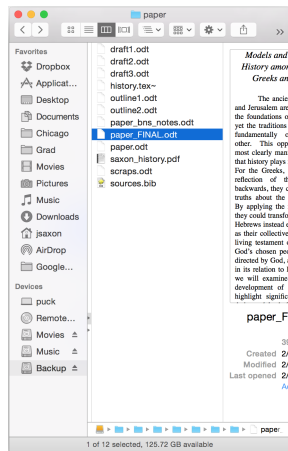 paper
Favorites
Dropbox
Applicat...
Desktop
Documents
Chicago
Grad
Movies
Pictures
Music
Downloads
jsaxon
AirDrop
Google...
Devices
puck
Remote...
Movies
Music
Backup
draft1.odt
draft2.odt
draft3.odt
history.tex~
outline1.odt
outline2.odt
paper_bns_notes.odt
paper_FINAL.odt
paper.odt
saxon_history.pdf
scraps.odt
sources.bib
Models and
History amon
Greeks an
The ancie
and Jerusalem are
the foundations o
yet the traditions
fundamentally c
other. This opp
most clearly man
that history plays
For the Greeks,
reflection of th
backwards, they c
truths about the
By applying the
they could transfor
Hebrews instead e
as their collective
living testament o
God's chosen peo
directed by God, a
in its relation to l
we will examine
development of
highlight signific
paper_F
Created 2/
Modified 2/
Last opened 2/
paper_
1 of 12 selected, 125.72 GB available